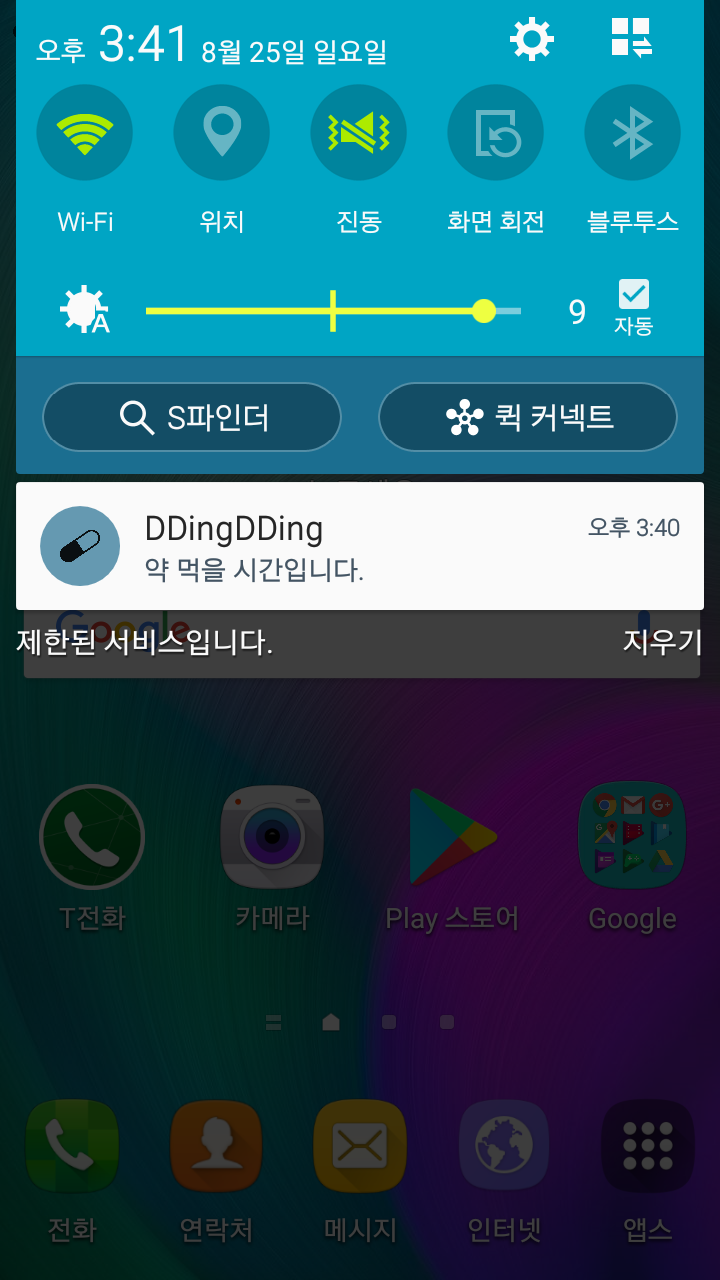 오후 3:41 8월 25일 일요일
Wi-Fi 위치 진동 화면 회전 블루투스
A 9 자동
S파인더 퀵 커넥트
DDingDDing 오후 3:40
약 먹을 시간입니다.
Google
제한된 서비스입니다. 지우기
G+
T전화 카메라 Play 스토어 Google
전화 연락처 메시지 인터넷 앱스